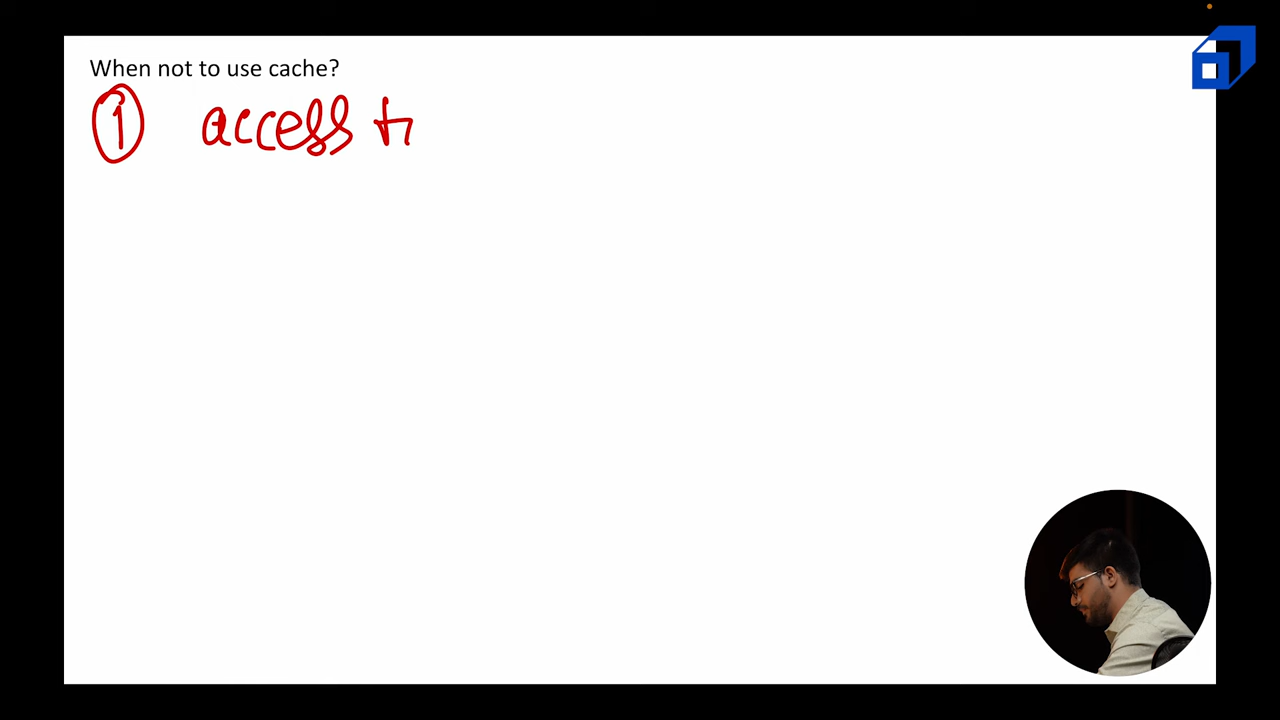 When not to use cache?
① access